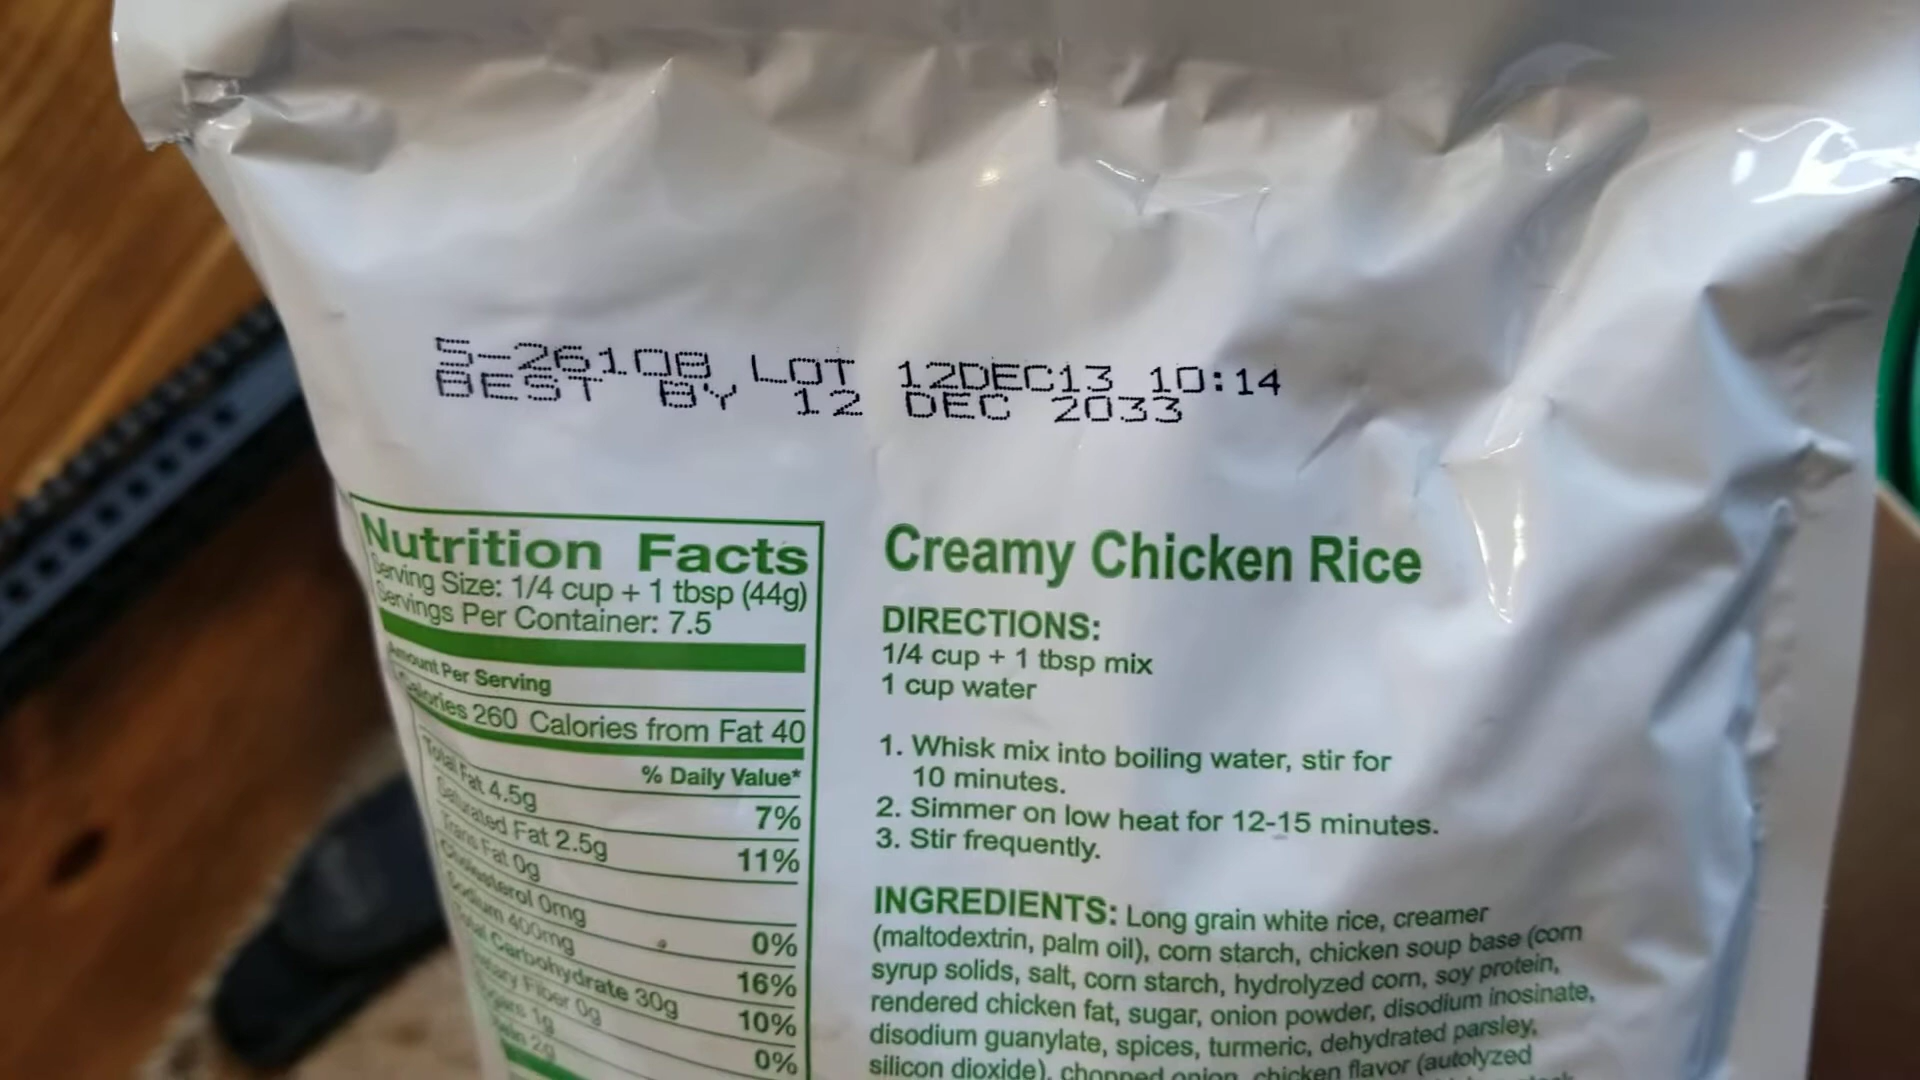 5-26108 LOT 12DEC13 10:14
BEST BY 12 DEC 2033
Nutrition Facts
Serving Size: 1/4 cup + 1 tbsp (44g)
Servings Per Container: 7.5
Amount Per Serving
Calories 260 Calories from Fat 40
% Daily Value*
Total Fat 4.5g 7%
Saturated Fat 2.5g 11%
Trans Fat 0g
Cholesterol 0mg 0%
Sodium 400mg 16%
Total Carbohydrate 30g 10%
Dietary Fiber 0g 0%
Sugars 1g
Creamy Chicken Rice
DIRECTIONS:
1/4 cup + 1 tbsp mix
1 cup water
1. Whisk mix into boiling water, stir for
10 minutes.
2. Simmer on low heat for 12-15 minutes.
3. Stir frequently.
INGREDIENTS: Long grain white rice, creamer
(maltodextrin, palm oil), corn starch, chicken soup base (corn
syrup solids, salt, corn starch, hydrolyzed corn, soy protein,
rendered chicken fat, sugar, onion powder, disodium inosinate,
disodium guanylate, spices, turmeric, dehydrated parsley,
silicon dioxide), chopped onion, chicken flavor (autolyzed